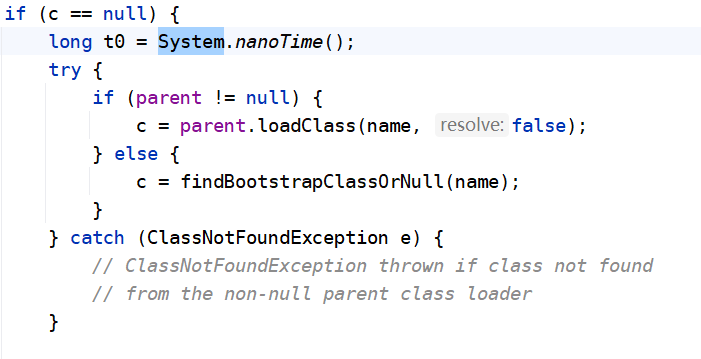 if (c == null) {
long t0 = System.nanoTime();
try {
if (parent != null) {
c = parent.loadClass(name, resolve: false);
} else {
c = findBootstrapClassOrNull(name);
}
} catch (ClassNotFoundException e) {
// ClassNotFoundException thrown if class not found
// from the non-null parent class loader
}